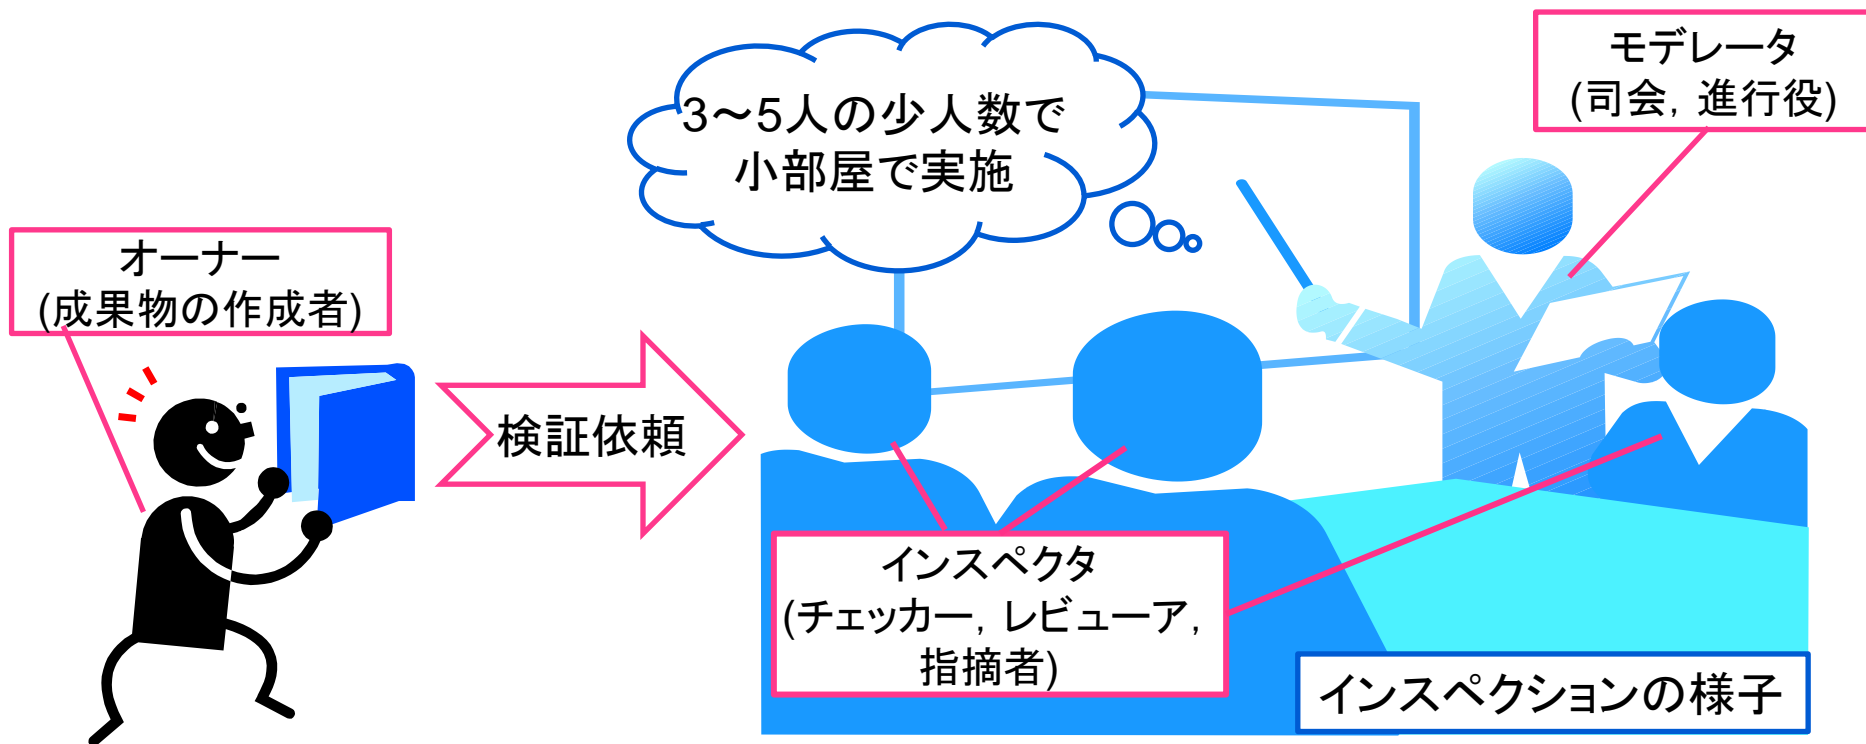 オーナー
(成果物の作成者)
検証依頼
3～5人の少人数で
小部屋で実施
モデレータ
(司会，進行役)
インスペクタ
(チェッカー，レビューア，
指摘者)
インスペクションの様子